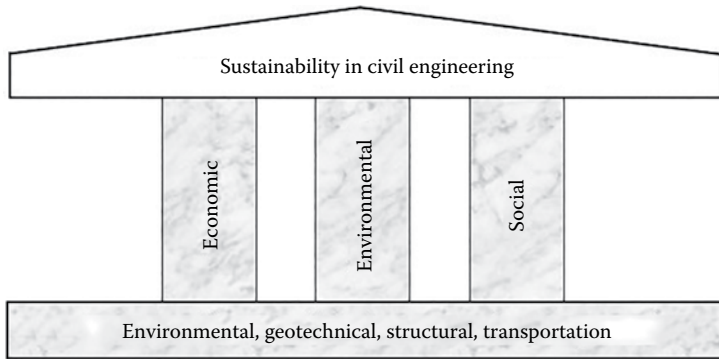 Sustainability in civil engineering
Economic
Environmental
Social
Environmental, geotechnical, structural, transportation